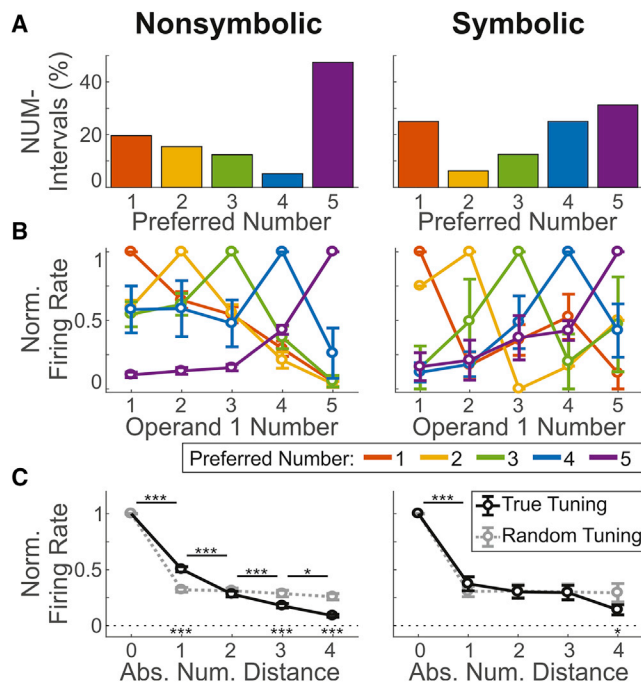 A Nonsymbolic Symbolic
NUM-
Intervals (%)
40
20
0
1 2 3 4 5
Preferred Number
1 2 3 4 5
Preferred Number
B
Norm.
Firing Rate
1
0.5
0
1 2 3 4 5
Operand 1 Number
1 2 3 4 5
Operand 1 Number
Preferred Number: 1 2 3 4 5
C
Norm.
Firing Rate
1
0.5
0
***
***
***
*
***
***
***
0 1 2 3 4
Abs. Num. Distance
True Tuning
Random Tuning
***
*
0 1 2 3 4
Abs. Num. Distance